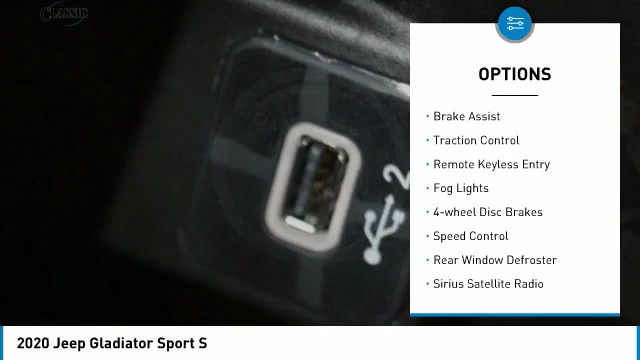 CLASSIC
OPTIONS
Brake Assist
Traction Control
Remote Keyless Entry
Fog Lights
4-wheel Disc Brakes
Speed Control
Rear Window Defroster
Sirius Satellite Radio
2
2020 Jeep Gladiator Sport S